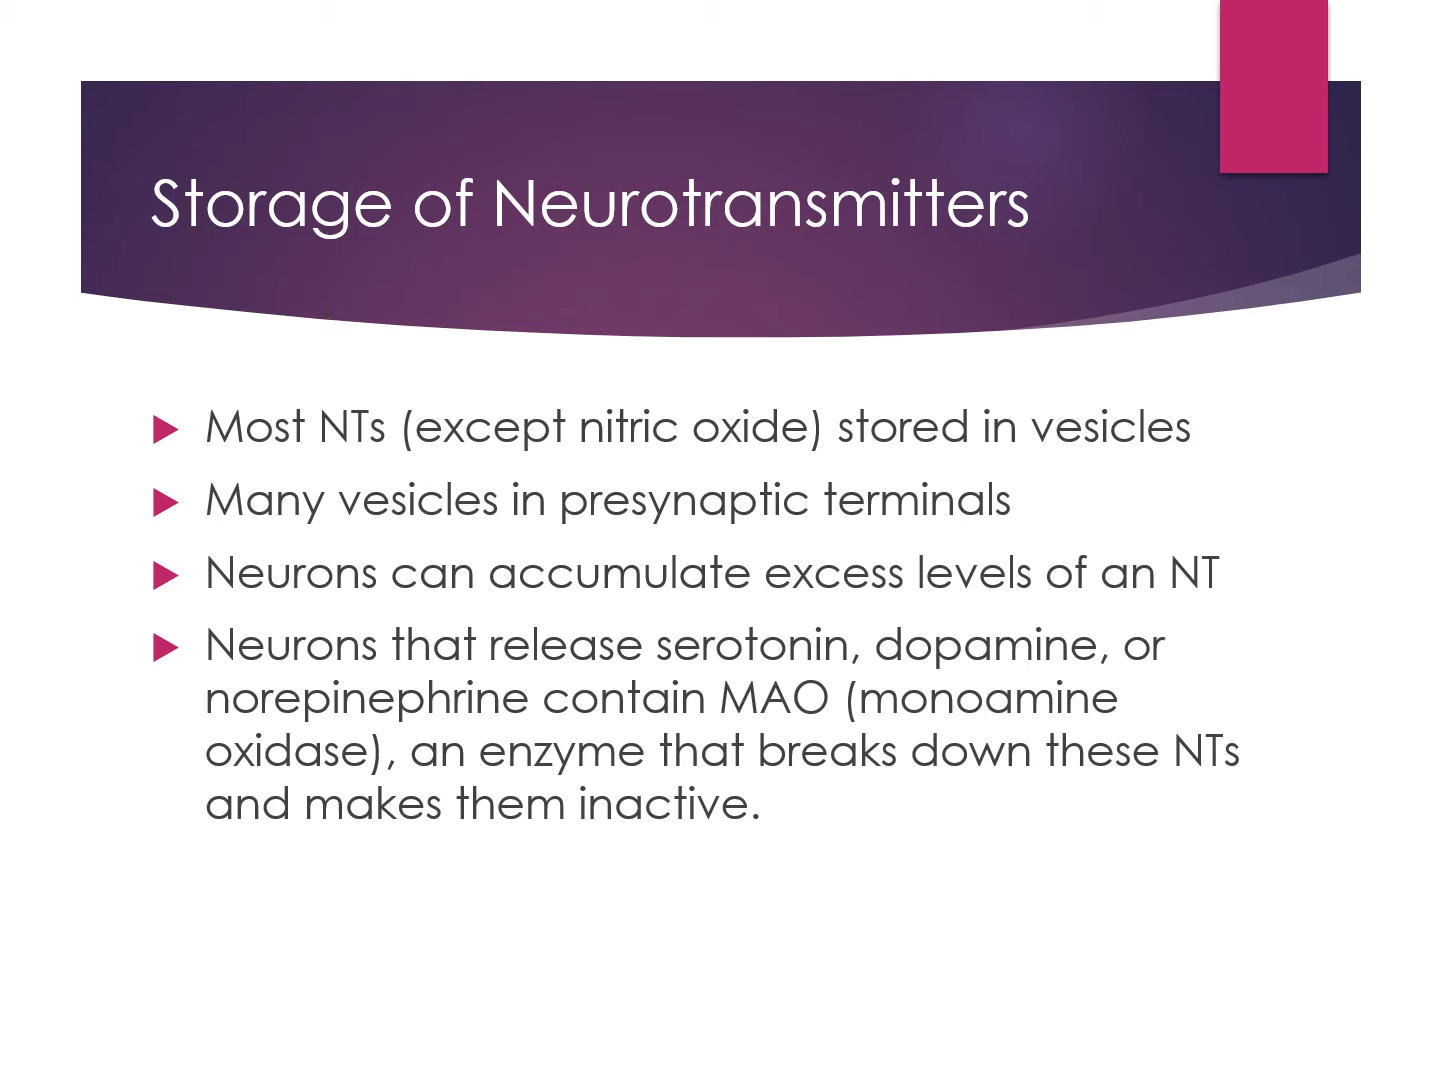 Storage of Neurotransmitters
Most NTs (except nitric oxide) stored in vesicles
Many vesicles in presynaptic terminals
Neurons can accumulate excess levels of an NT
Neurons that release serotonin, dopamine, or
norepinephrine contain MAO (monoamine
oxidase), an enzyme that breaks down these NTs
and makes them inactive.